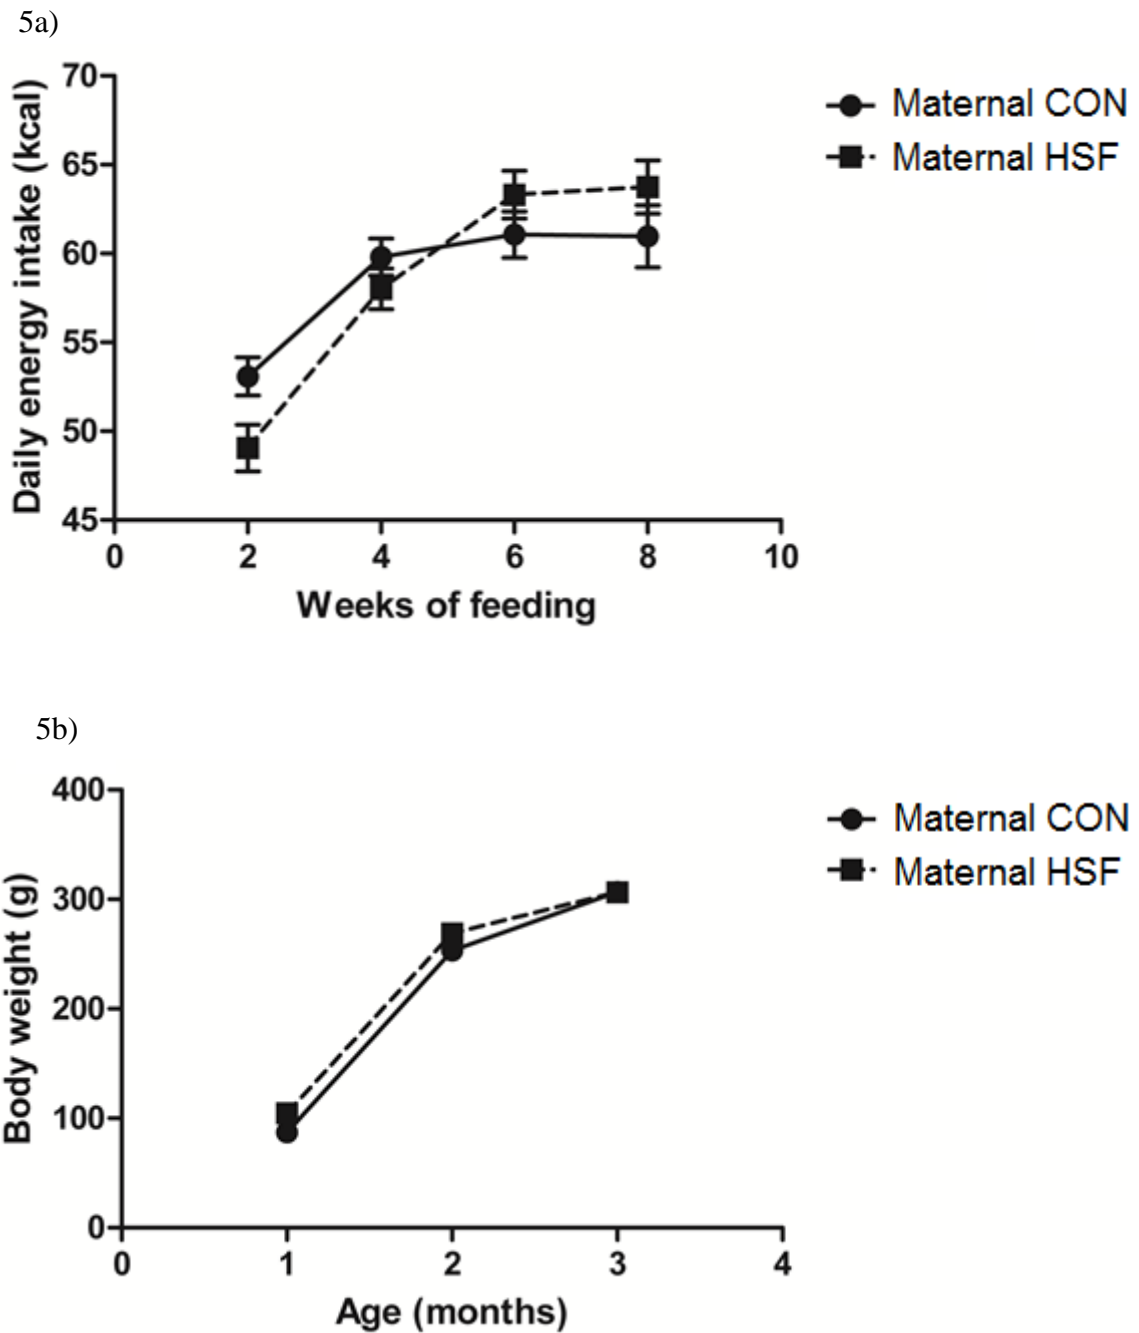 5a)
70
65
60
55
50
45
Daily energy intake (kcal)
0 2 4 6 8 10
Weeks of feeding
Maternal CON
Maternal HSF
5b)
400
300
200
100
0
Body weight (g)
0 1 2 3 4
Age (months)
Maternal CON
Maternal HSF